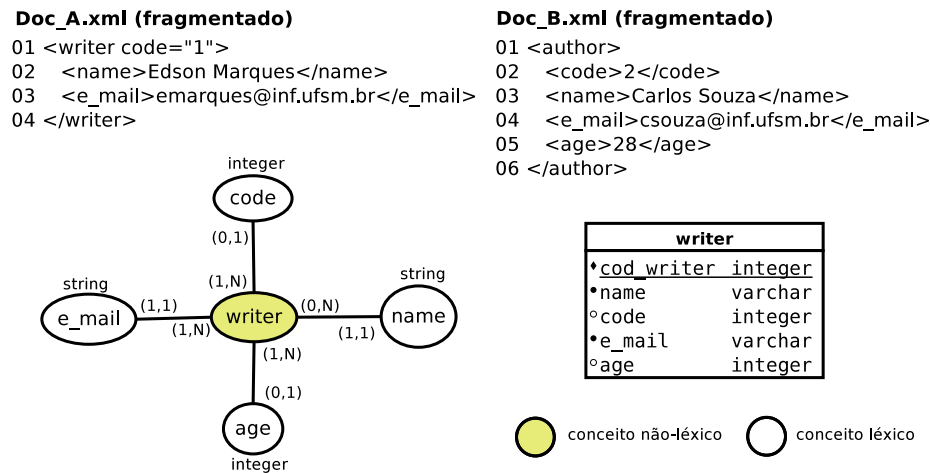 Doc_A.xml (fragmentado)
01 <writer code="1">
02 <name>Edson Marques</name>
03 <e_mail>emarques@inf.ufsm.br</e_mail>
04 </writer>
Doc_B.xml (fragmentado)
01 <author>
02 <code>2</code>
03 <name>Carlos Souza</name>
04 <e_mail>csouza@inf.ufsm.br</e_mail>
05 <age>28</age>
06 </author>
integer
code
(0,1)
(1,N)
string
e_mail
(1,1)
(1,N)
writer
(0,N)
(1,1)
string
name
(1,N)
(0,1)
age
integer
writer
cod_writer integer
name varchar
code integer
e_mail varchar
age integer
conceito não-léxico
conceito léxico